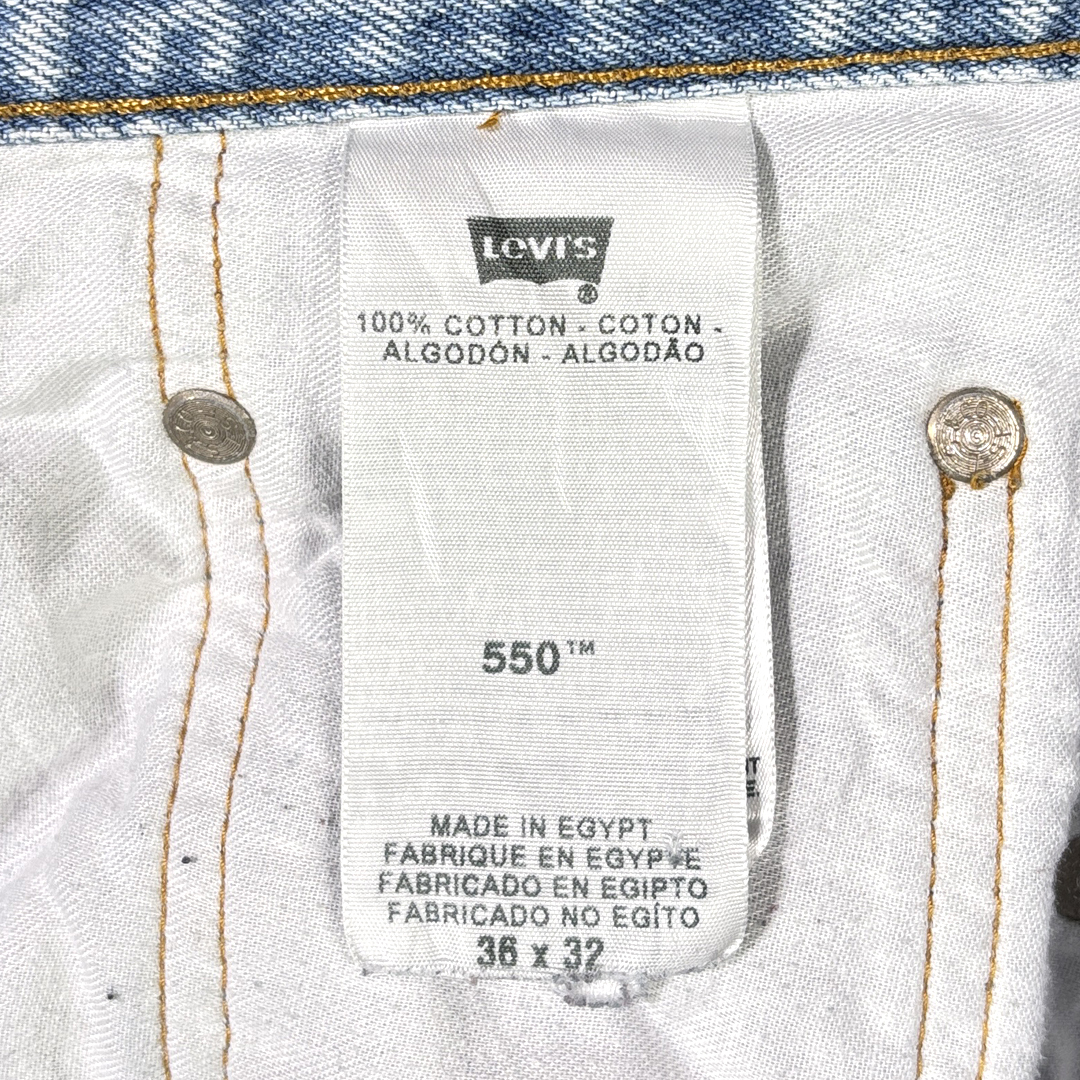 LEVI'S
®
100% COTTON - COTON -
ALGODÓN - ALGODÃO
550™
MADE IN EGYPT
FABRIQUE EN EGYPTE
FABRICADO EN EGIPTO
FABRICADO NO EGÍTO
36 x 32